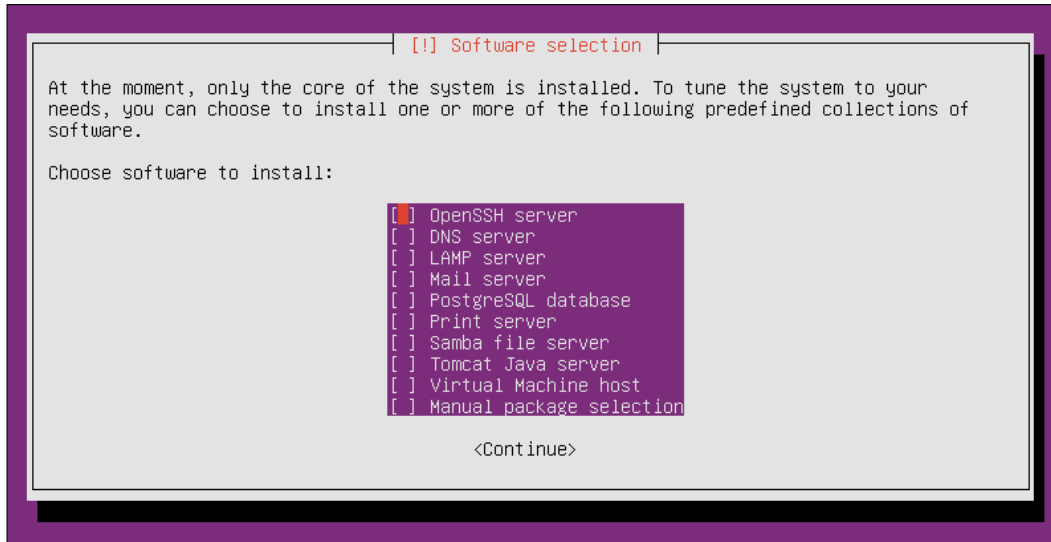 [!] Software selection
At the moment, only the core of the system is installed. To tune the system to your
needs, you can choose to install one or more of the following predefined collections of
software.
Choose software to install:
[ ] OpenSSH server
[ ] DNS server
[ ] LAMP server
[ ] Mail server
[ ] PostgreSQL database
[ ] Print server
[ ] Samba file server
[ ] Tomcat Java server
[ ] Virtual Machine host
[ ] Manual package selection
<Continue>